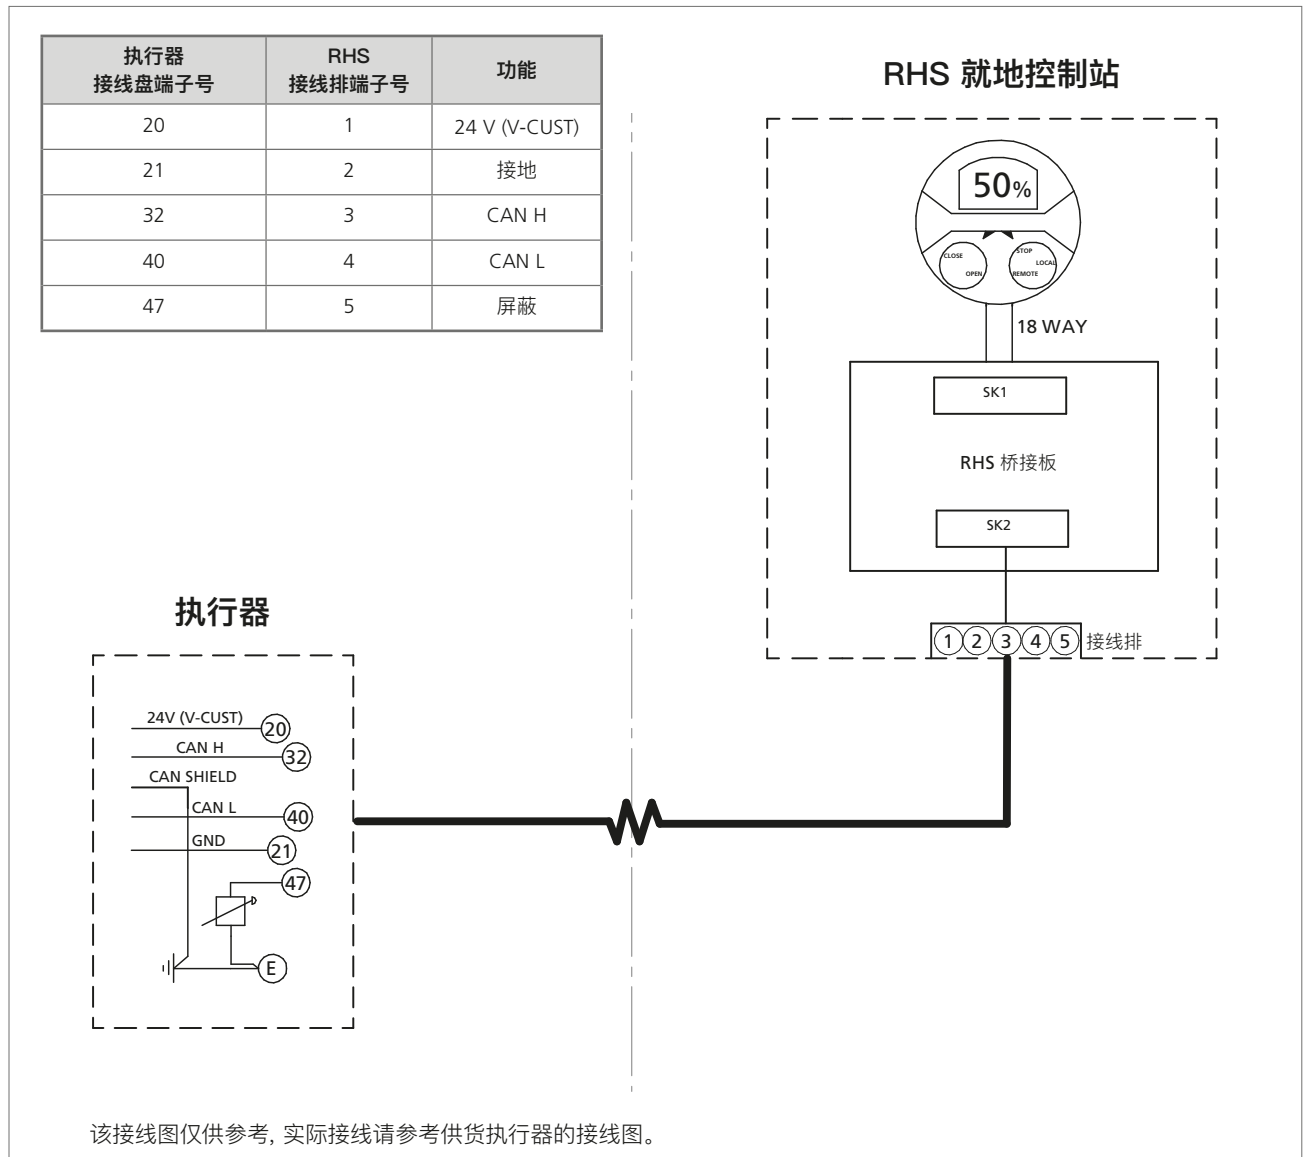 执行器
接线盘端子号
RHS
接线排端子号
功能
20 1 24 V (V-CUST)
21 2 接地
32 3 CAN H
40 4 CAN L
47 5 屏蔽
RHS 就地控制站
50%
CLOSE
OPEN
STOP
LOCAL
REMOTE
18 WAY
SK1
RHS 桥接板
SK2
1 2 3 4 5 接线排
执行器
24V (V-CUST) 20
CAN H 32
CAN SHIELD
CAN L 40
GND 21
47
E
该接线图仅供参考, 实际接线请参考供货执行器的接线图。